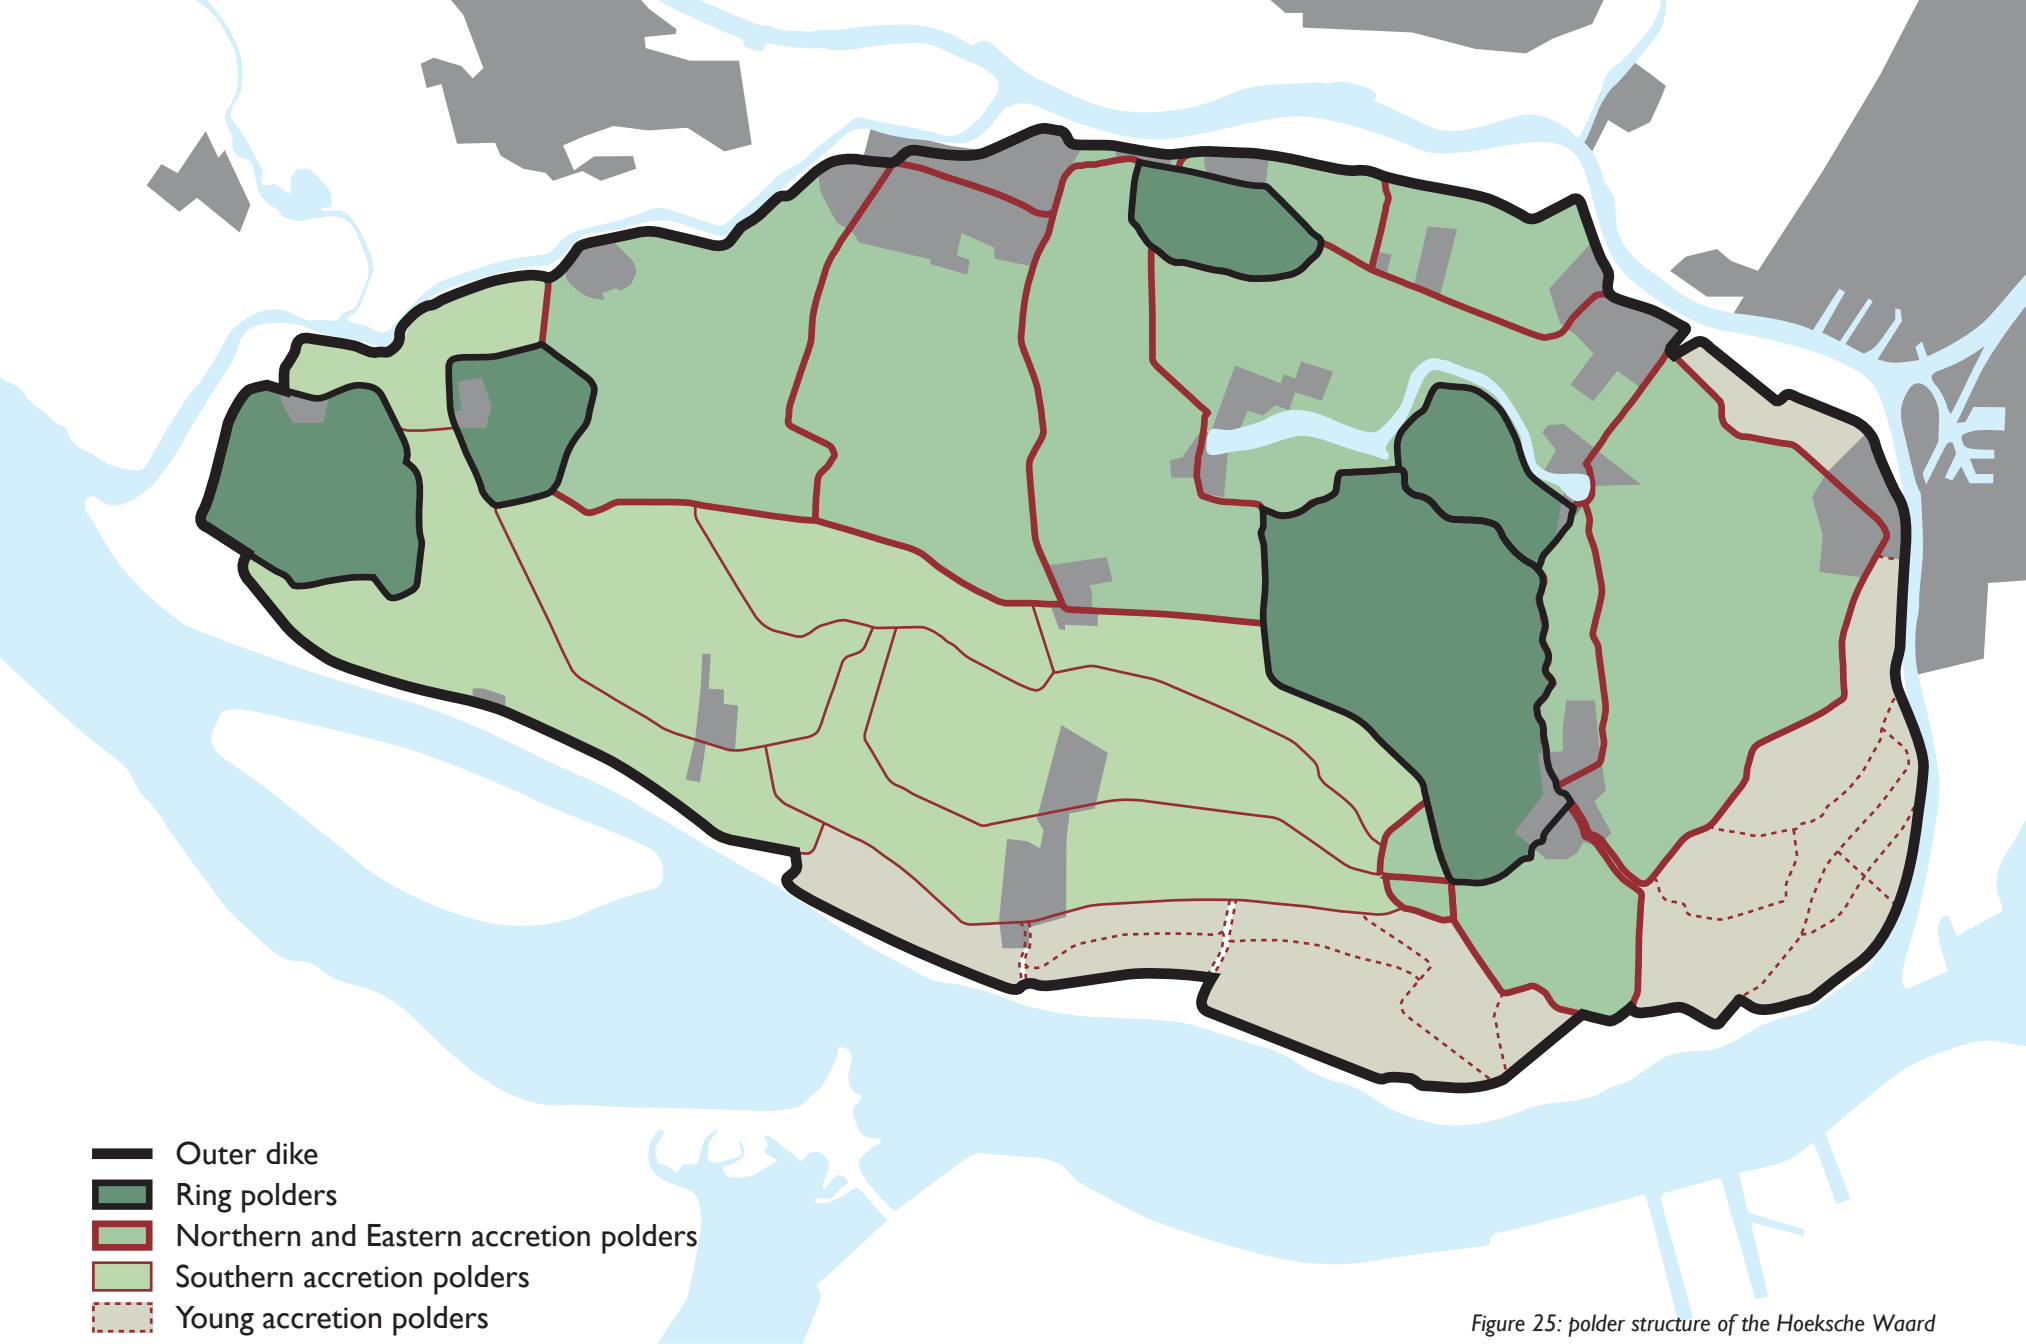 Outer dike
Ring polders
Northern and Eastern accretion polders
Southern accretion polders
Young accretion polders
Figure 25: polder structure of the Hoeksche Waard